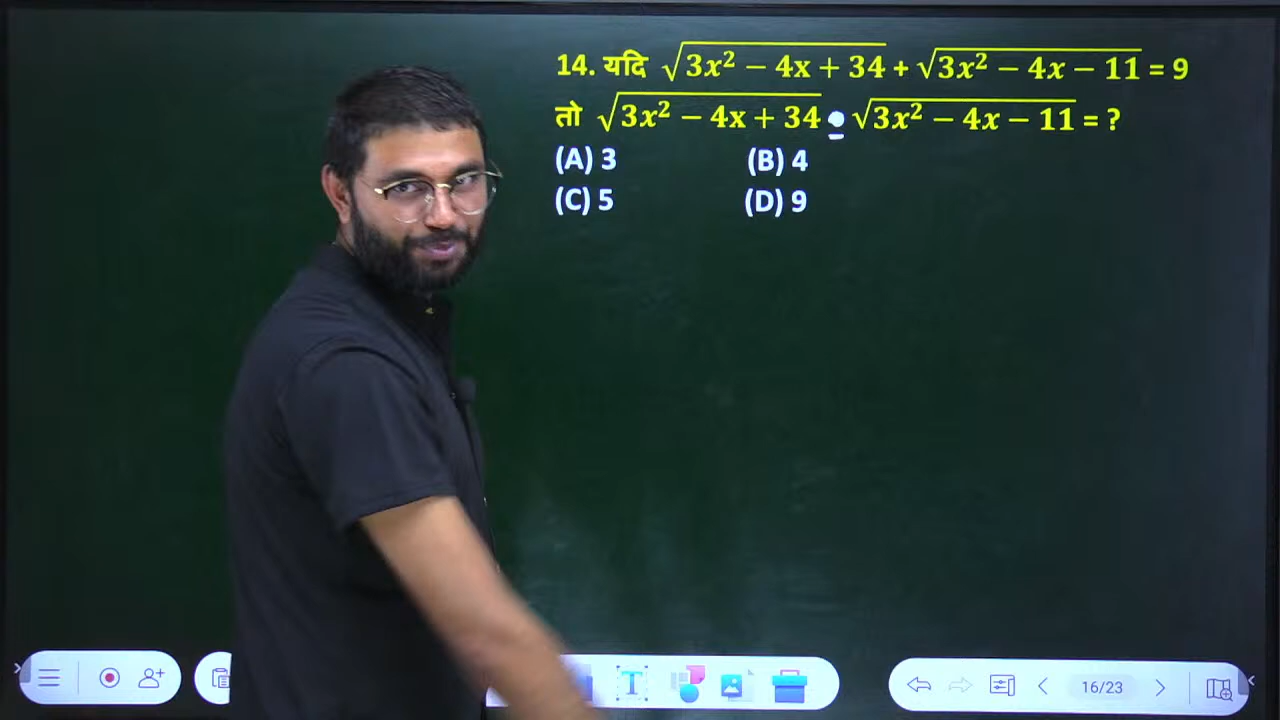 14. यदि √3x² − 4x + 34 + √3x² − 4x − 11 = 9
तो √3x² − 4x + 34 • √3x² − 4x − 11 = ?
(A) 3 (B) 4
(C) 5 (D) 9
T 16/23